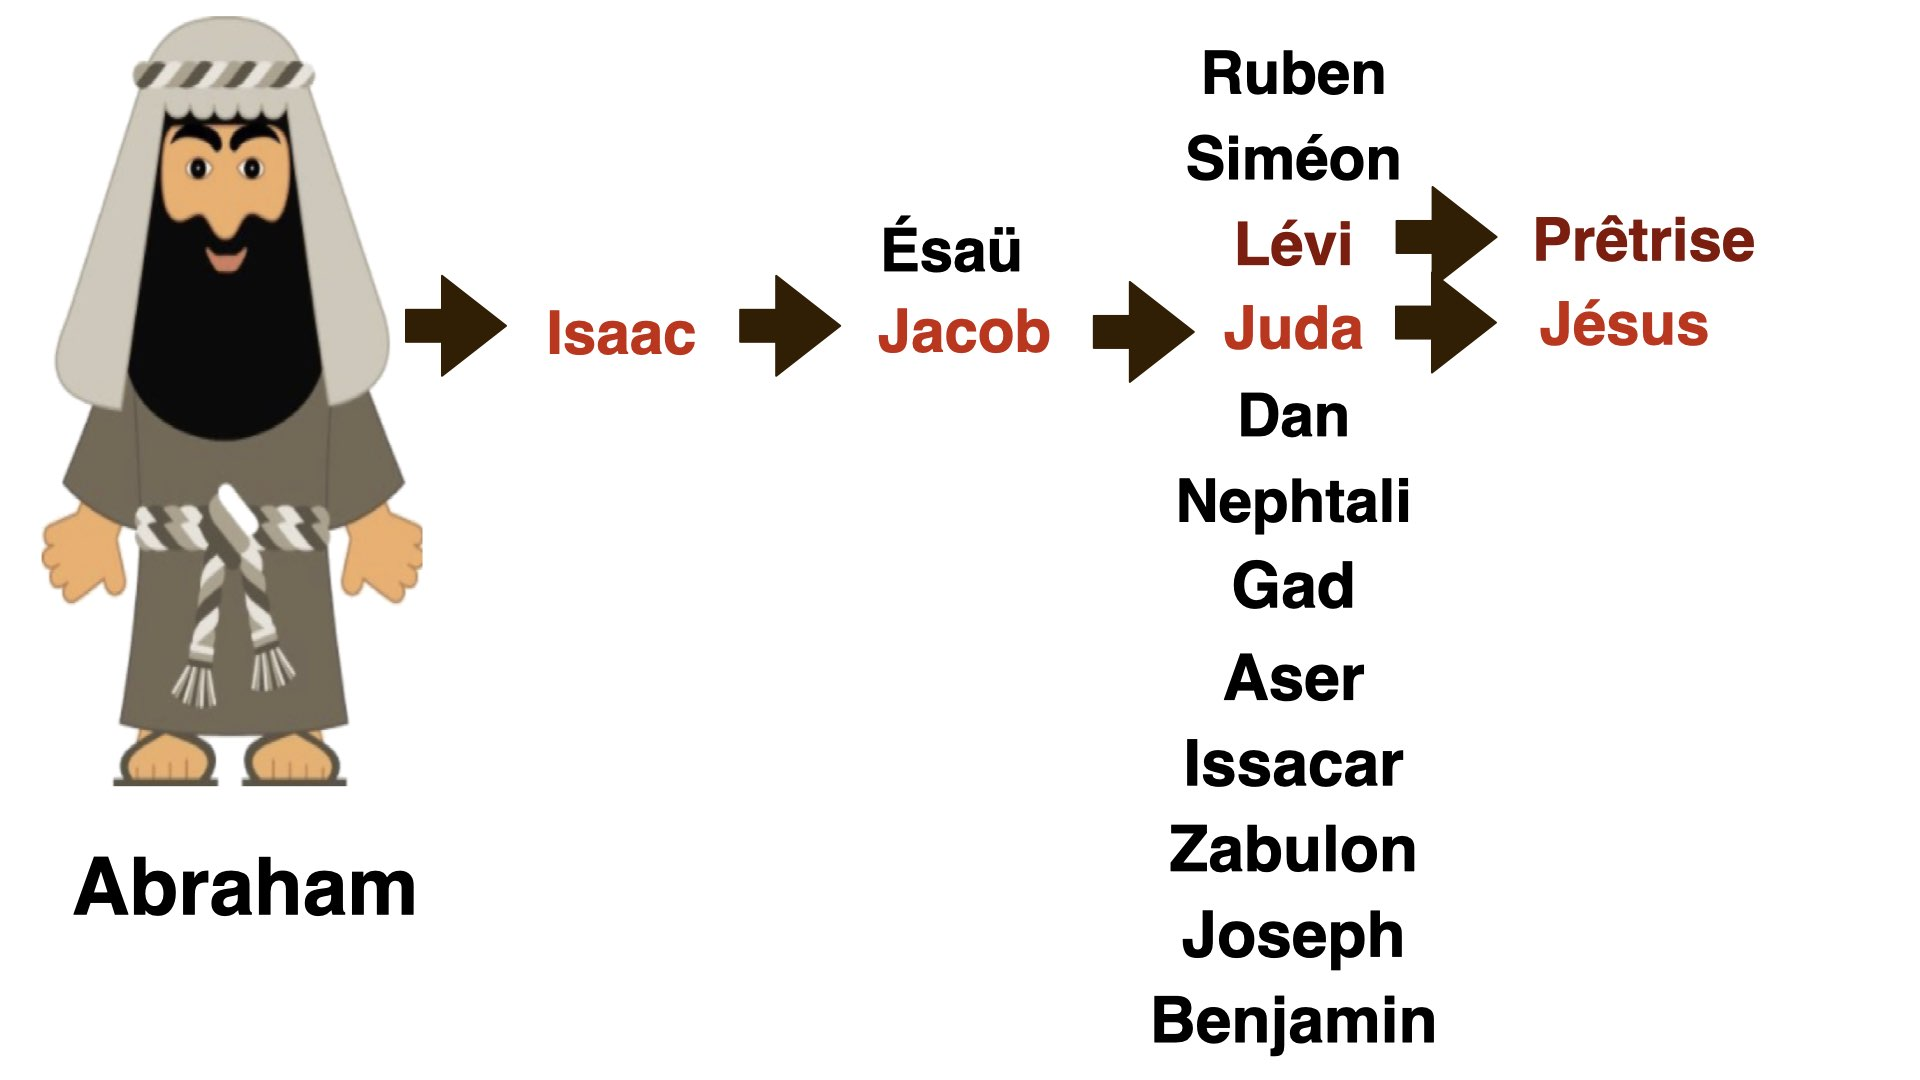 Abraham
Isaac
Ésaü
Jacob
Ruben
Siméon
Lévi
Juda
Dan
Nephtali
Gad
Aser
Issacar
Zabulon
Joseph
Benjamin
Prêtrise
Jésus